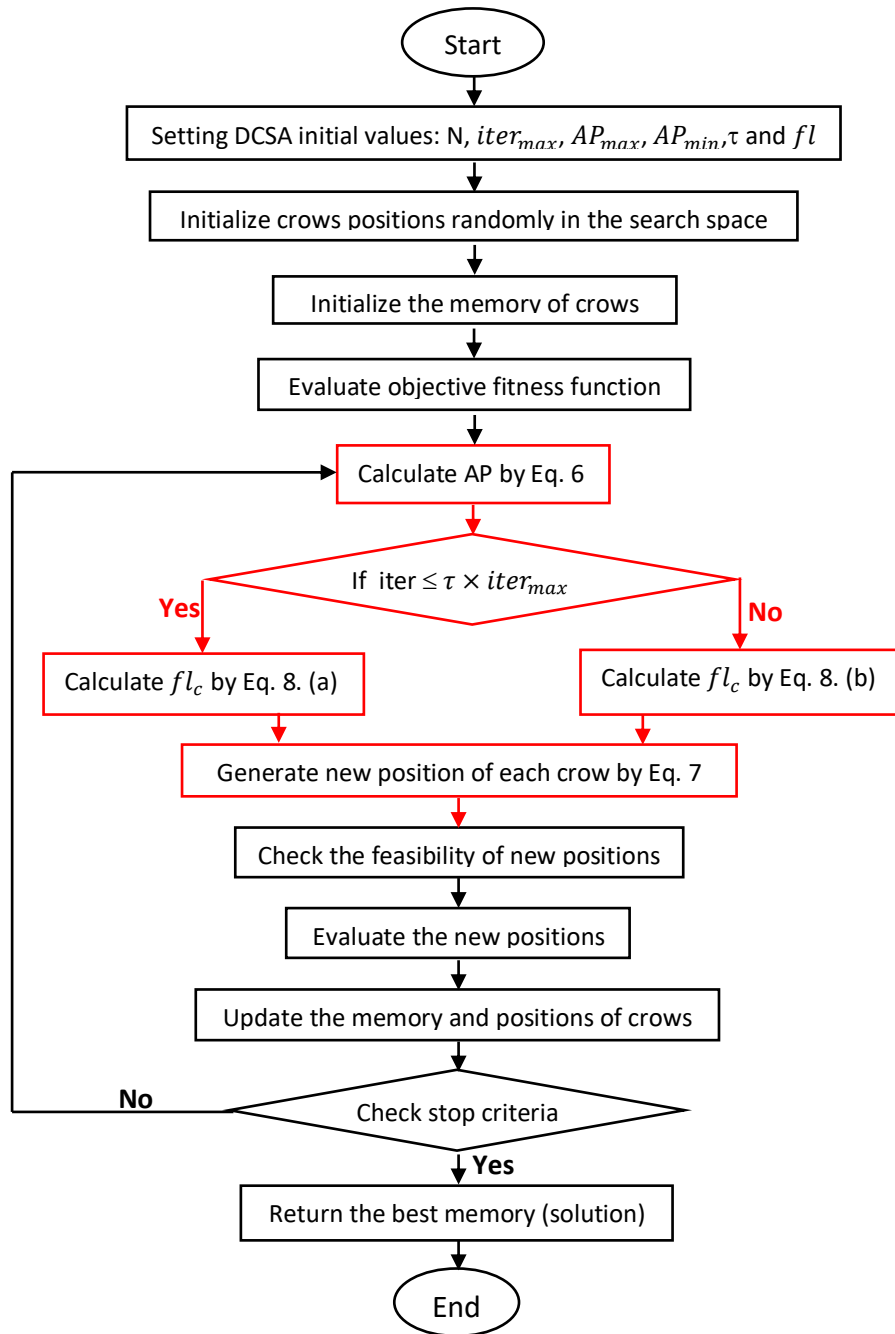 Start
Setting DCSA initial values: N, iter_max, AP_max, AP_min,τ and fl
Initialize crows positions randomly in the search space
Initialize the memory of crows
Evaluate objective fitness function
Calculate AP by Eq. 6
If iter ≤ τ × iter_max
Yes
No
Calculate fl_c by Eq. 8. (a)
Calculate fl_c by Eq. 8. (b)
Generate new position of each crow by Eq. 7
Check the feasibility of new positions
Evaluate the new positions
Update the memory and positions of crows
No
Check stop criteria
Yes
Return the best memory (solution)
End